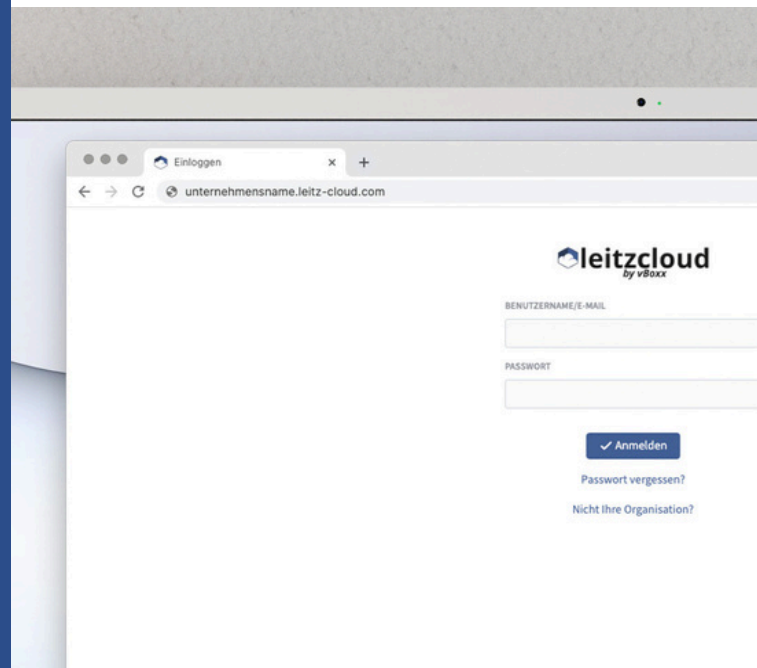 Einloggen
unternehmensname.leitz-cloud.com
leitzcloud
by vBoxx
BENUTZERNAME/E-MAIL
PASSWORT
Anmelden
Passwort vergessen?
Nicht Ihre Organisation?